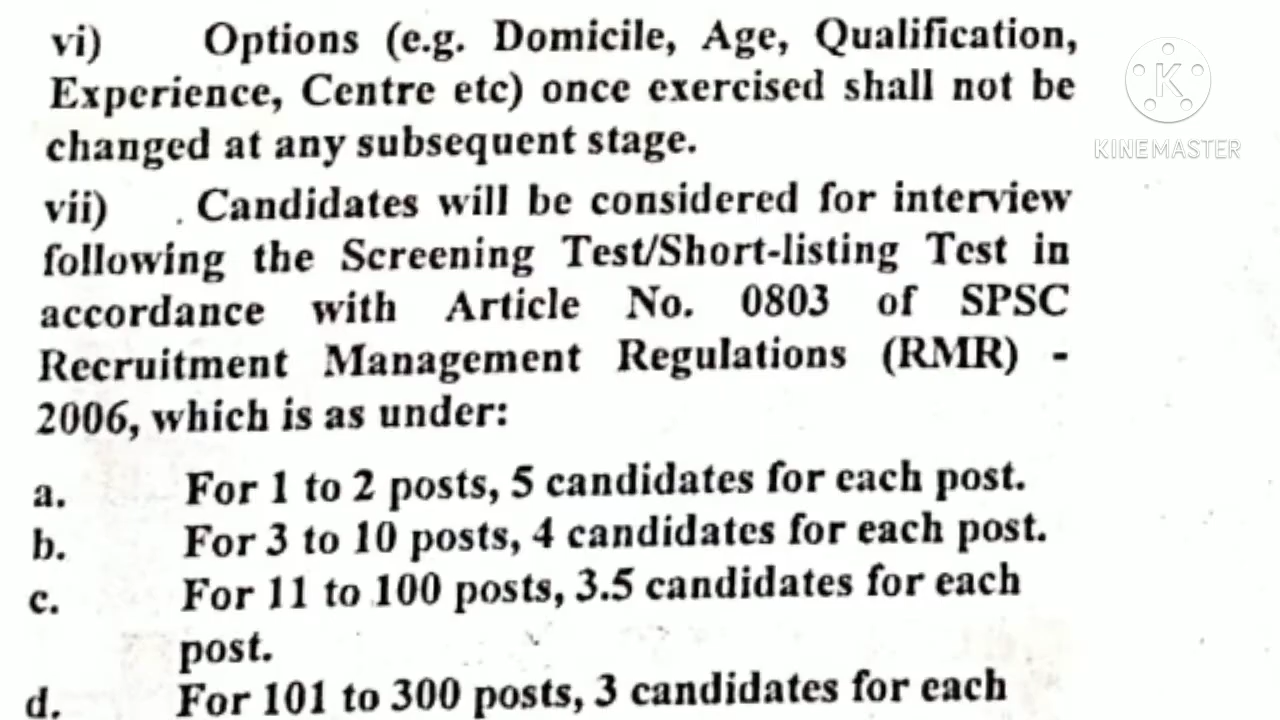 vi) Options (e.g. Domicile, Age, Qualification,
Experience, Centre etc) once exercised shall not be
changed at any subsequent stage.
vii) . Candidates will be considered for interview
following the Screening Test/Short-listing Test in
accordance with Article No. 0803 of SPSC
Recruitment Management Regulations (RMR) -
2006, which is as under:
a. For 1 to 2 posts, 5 candidates for each post.
b. For 3 to 10 posts, 4 candidates for each post.
c. For 11 to 100 posts, 3.5 candidates for each
post.
d. For 101 to 300 posts, 3 candidates for each
K
KINEMASTER